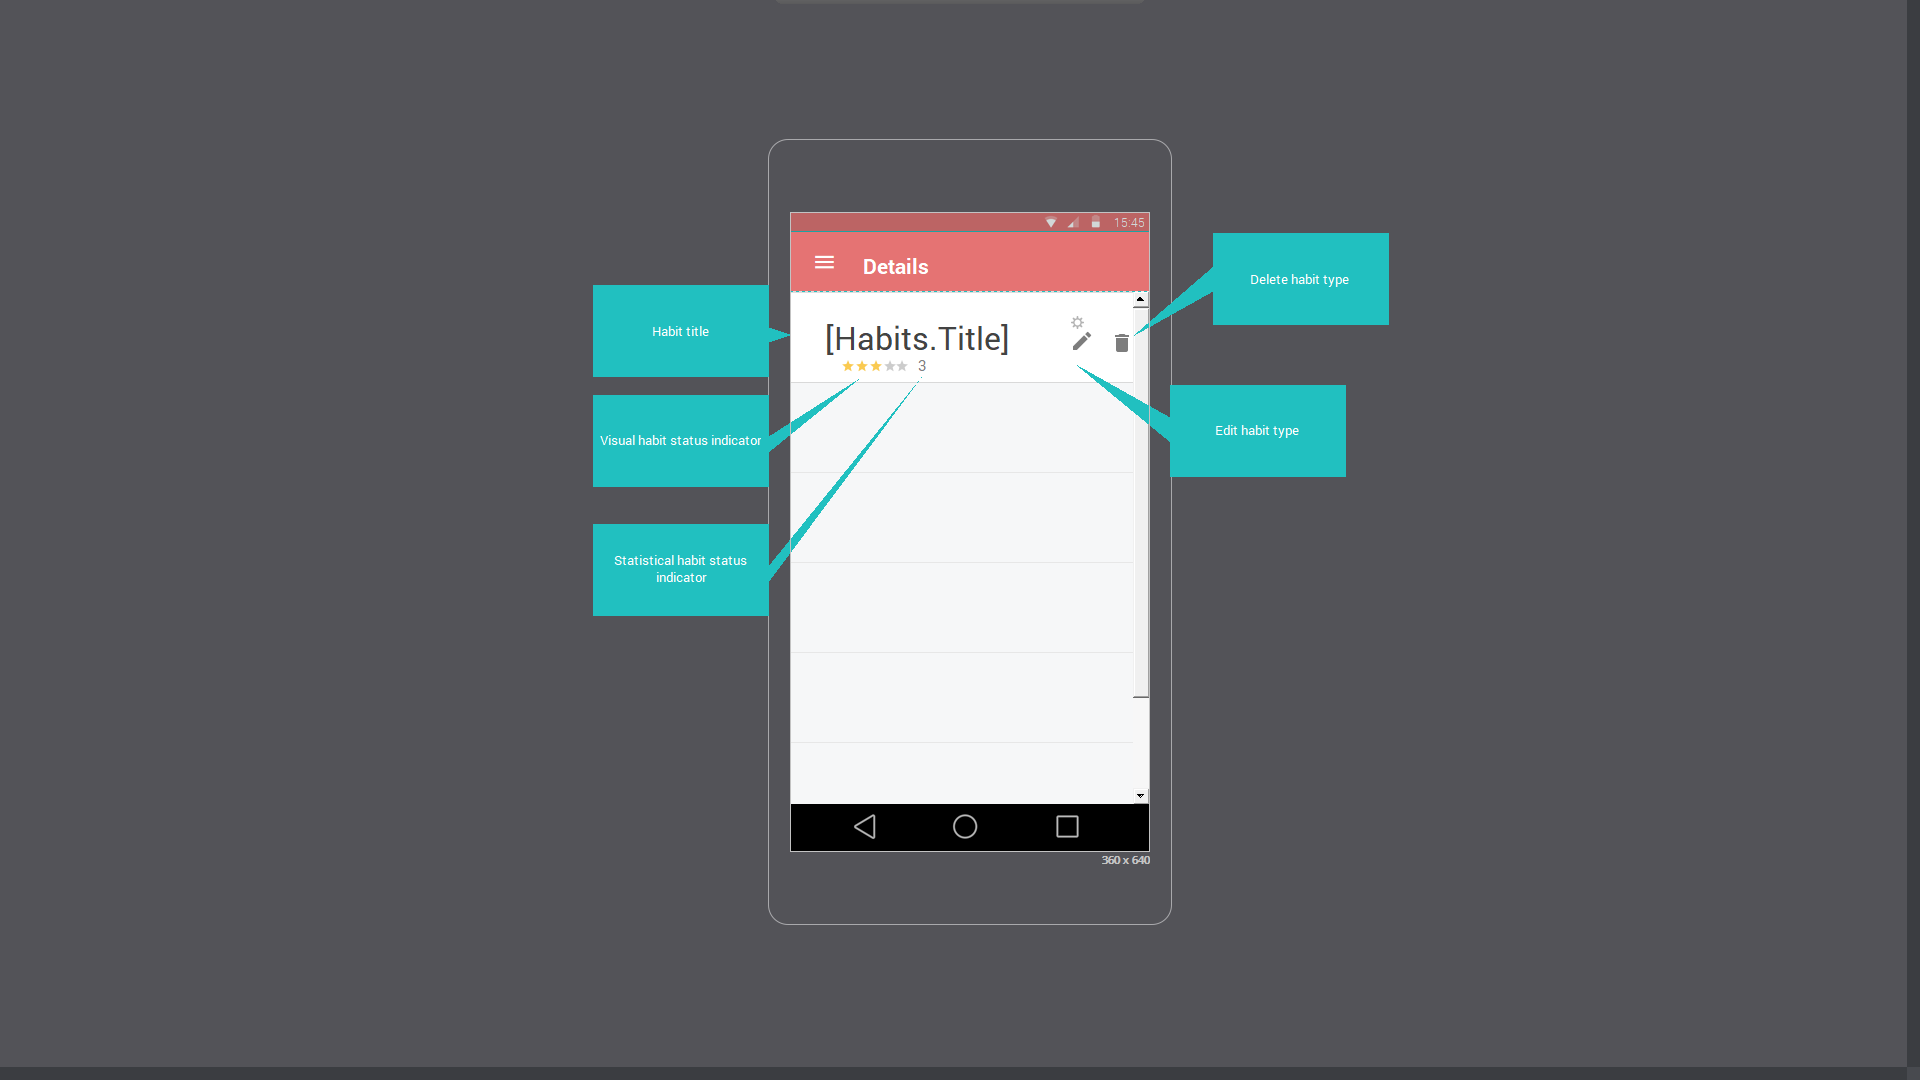 15:45
Details
Delete habit type
Habit title
[Habits.Title]
3
Visual habit status indicator
Edit habit type
Statistical habit status
indicator
360 x 640